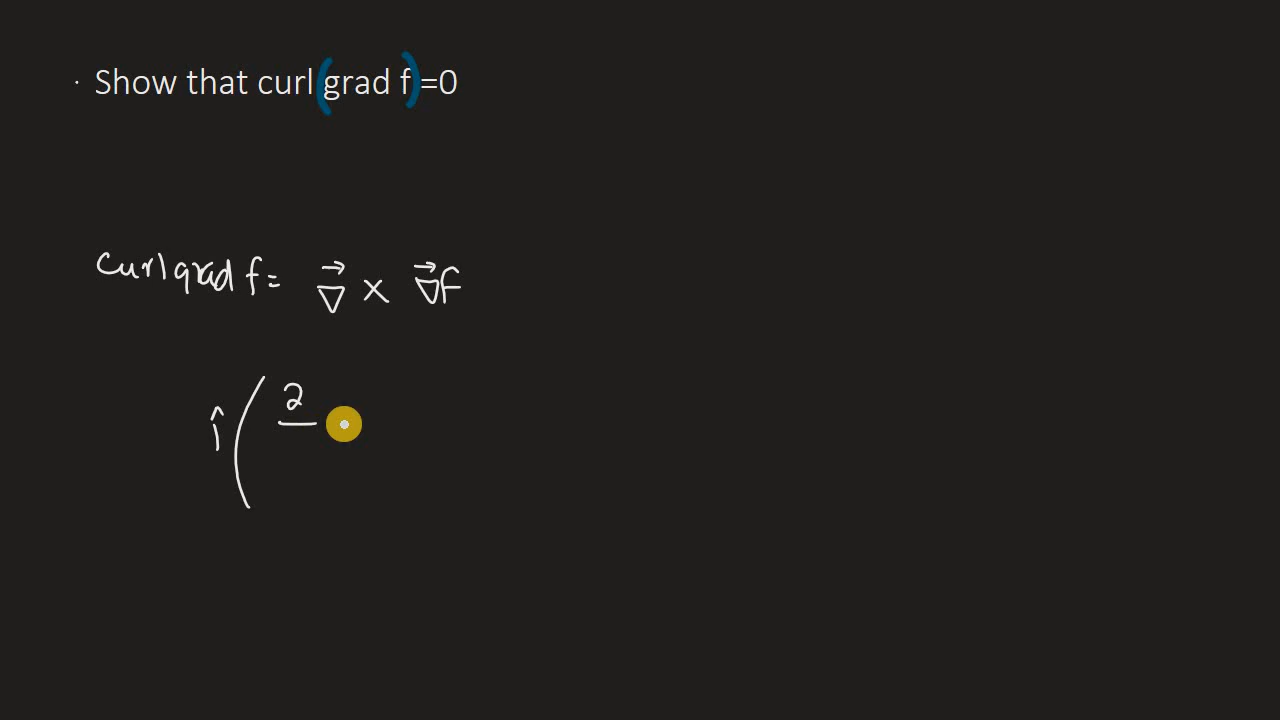 · Show that curl (grad f) =0
Curl grad f = ∇⃗ × ∇⃗f
î ( ∂